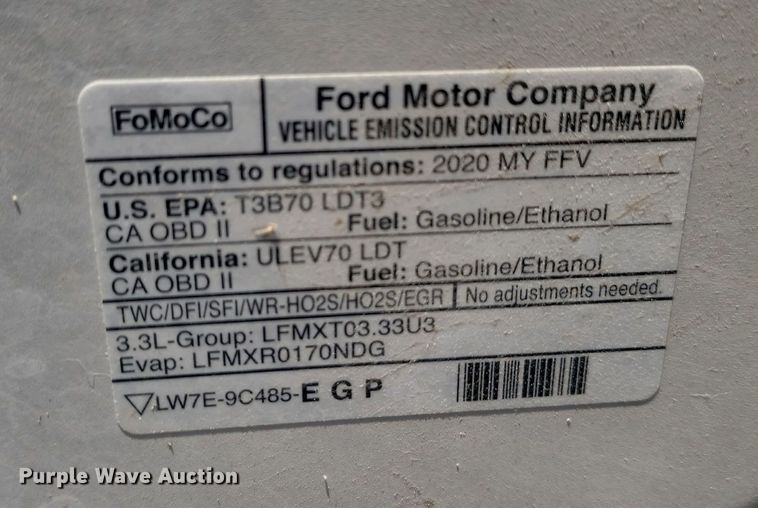 FoMoCo
Ford Motor Company
VEHICLE EMISSION CONTROL INFORMATION
Conforms to regulations: 2020 MY FFV
U.S. EPA: T3B70 LDT3
CA OBD II Fuel: Gasoline/Ethanol
California: ULEV70 LDT
CA OBD II Fuel: Gasoline/Ethanol
TWC/DFI/SFI/WR-HO2S/HO2S/EGR No adjustments needed.
3.3L-Group: LFMXT03.33U3
Evap: LFMXR0170NDG
LW7E-9C485-EGP
Purple Wave Auction